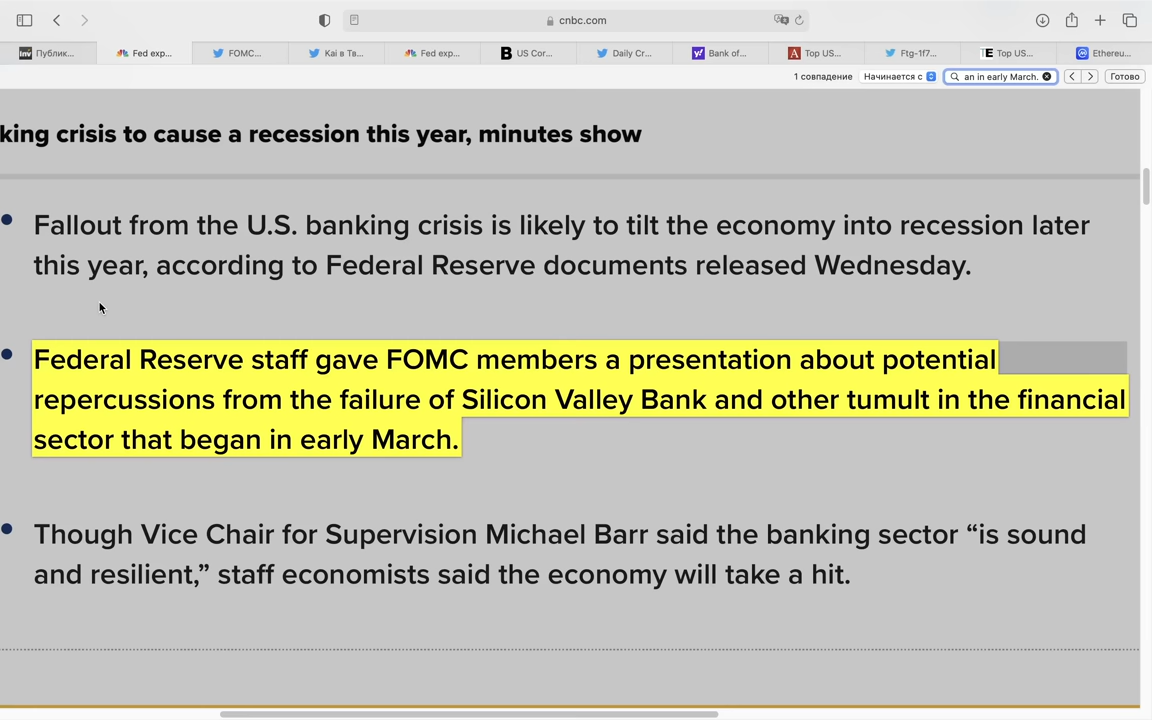 cnbc.com
Публик...
Fed exp...
FOMC...
Kai в Тв...
Fed exp...
US Cor...
Daily Cr...
Bank of...
Top US...
Ftg-1f7...
Top US...
Ethereu...
1 совпадение
Начинается с
an in early March.
Готово
king crisis to cause a recession this year, minutes show
Fallout from the U.S. banking crisis is likely to tilt the economy into recession later
this year, according to Federal Reserve documents released Wednesday.
Federal Reserve staff gave FOMC members a presentation about potential
repercussions from the failure of Silicon Valley Bank and other tumult in the financial
sector that began in early March.
Though Vice Chair for Supervision Michael Barr said the banking sector “is sound
and resilient,” staff economists said the economy will take a hit.